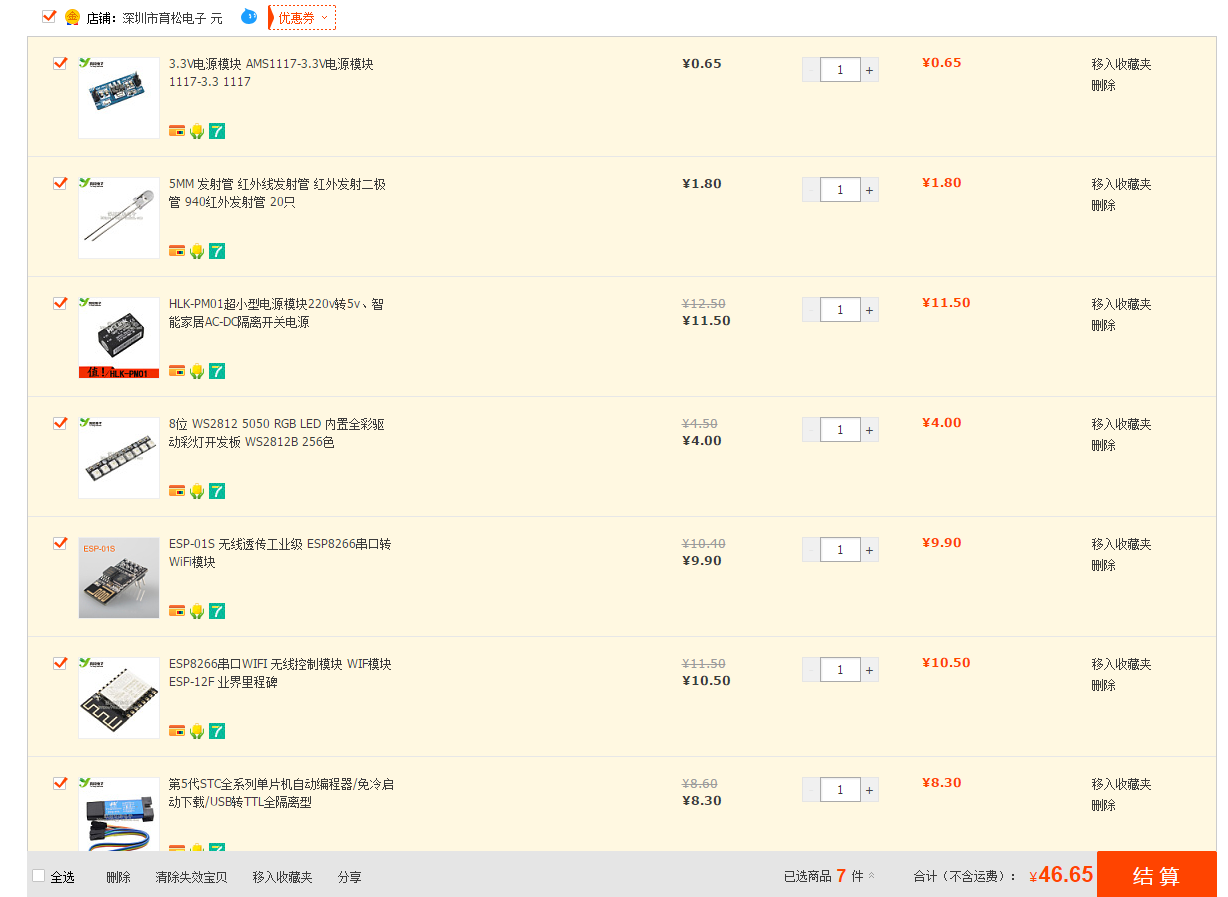 店铺：深圳市育松电子 元 优惠券
3.3V电源模块 AMS1117-3.3V电源模块
1117-3.3 1117
¥0.65
1 +
¥0.65
移入收藏夹
删除
7
5MM 发射管 红外线发射管 红外发射二极
管 940红外发射管 20只
¥1.80
1 +
¥1.80
移入收藏夹
删除
7
HLK-PM01超小型电源模块220v转5v、智
能家居AC-DC隔离开关电源
¥12.50
¥11.50
1 +
¥11.50
移入收藏夹
删除
值！HLK-PM01
7
8位 WS2812 5050 RGB LED 内置全彩驱
动彩灯开发板 WS2812B 256色
¥4.50
¥4.00
1 +
¥4.00
移入收藏夹
删除
7
ESP-01S
ESP-01S 无线透传工业级 ESP8266串口转
WiFi模块
¥10.40
¥9.90
1 +
¥9.90
移入收藏夹
删除
7
ESP8266串口WIFI 无线控制模块 WIF模块
ESP-12F 业界里程碑
¥11.50
¥10.50
1 +
¥10.50
移入收藏夹
删除
7
第5代STC全系列单片机自动编程器/免冷启
动下载/USB转TTL全隔离型
¥8.60
¥8.30
1 +
¥8.30
移入收藏夹
删除
全选 删除 清除失效宝贝 移入收藏夹 分享 已选商品 7 件 合计（不含运费）： ¥46.65 结 算